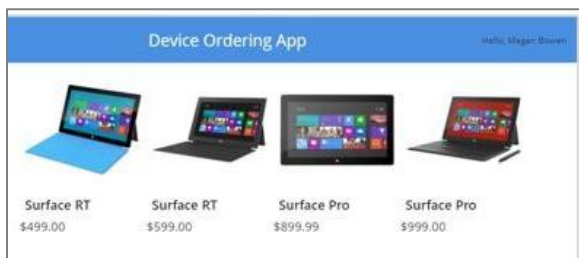 Device Ordering App
Hello, Megan Bowen
Surface RT
$499.00
Surface RT
$599.00
Surface Pro
$899.99
Surface Pro
$999.00